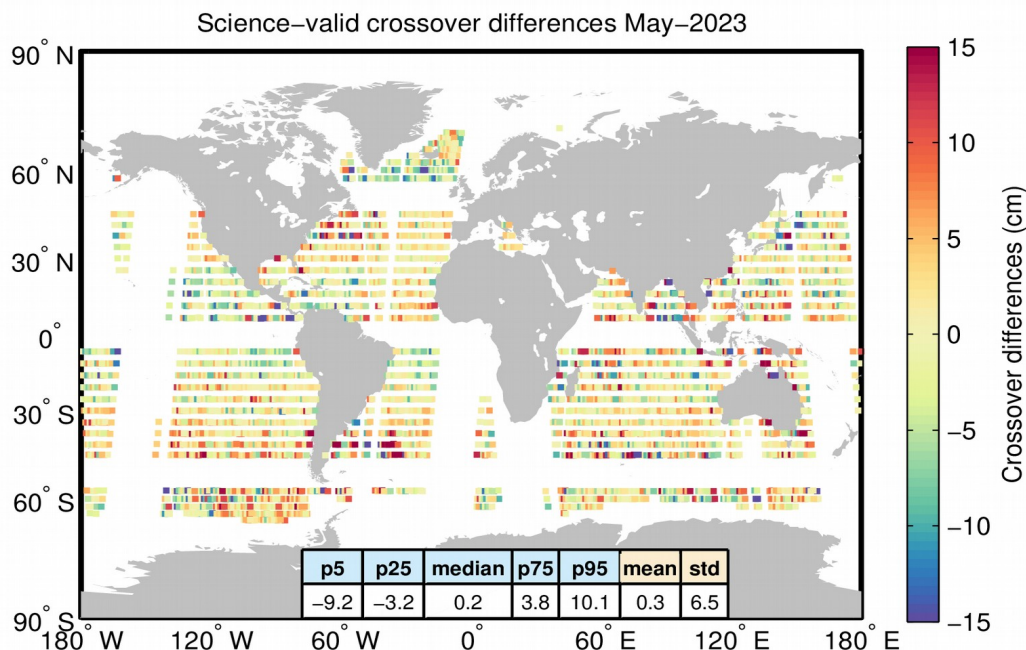 Science−valid crossover differences May−2023
90° N
60° N
30° N
0°
30° S
60° S
90° S
180° W
120° W
60° W
0°
60° E
120° E
180° E
p5 p25 median p75 p95 mean std
−9.2 −3.2 0.2 3.8 10.1 0.3 6.5
15
10
5
0
−5
−10
−15
Crossover differences (cm)